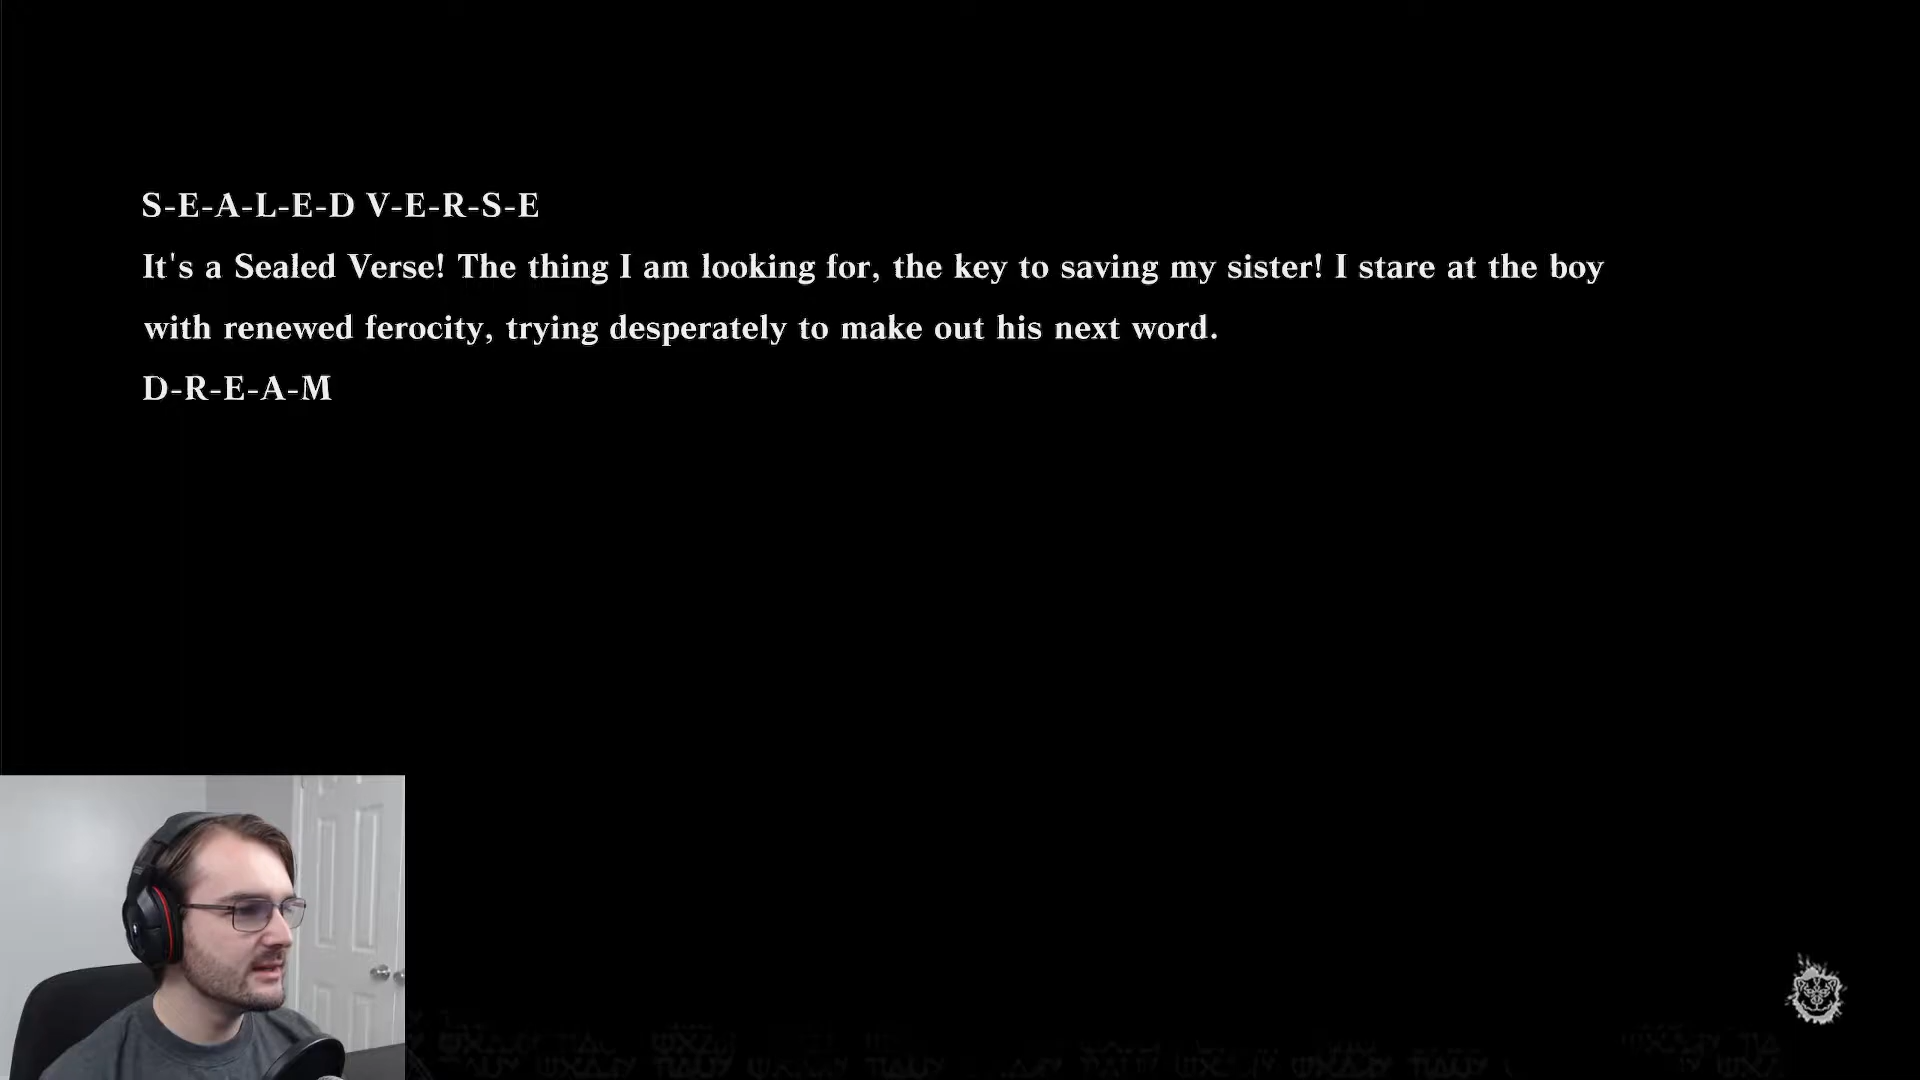 S-E-A-L-E-D V-E-R-S-E
It's a Sealed Verse! The thing I am looking for, the key to saving my sister! I stare at the boy
with renewed ferocity, trying desperately to make out his next word.
D-R-E-A-M